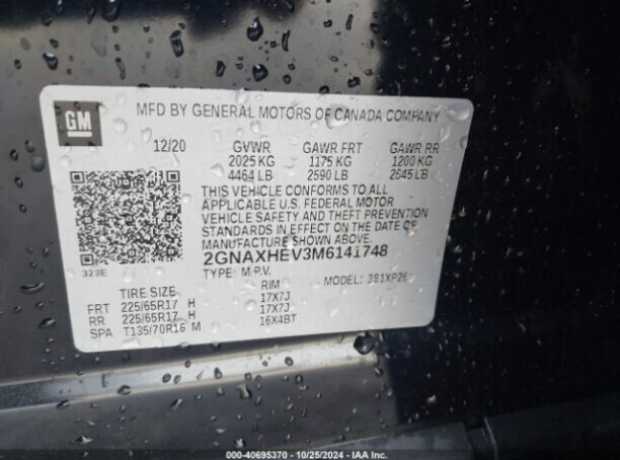 MFD BY GENERAL MOTORS OF CANADA COMPANY
GM
12/20 GVWR GAWR FRT GAWR RR
2025 KG 1175 KG 1200 KG
4464 LB 2590 LB 2645 LB
THIS VEHICLE CONFORMS TO ALL
APPLICABLE U.S. FEDERAL MOTOR
VEHICLE SAFETY AND THEFT PREVENTION
STANDARDS IN EFFECT ON THE DATE OF
MANUFACTURE SHOWN ABOVE.
2GNAXHEV3M6141748
TYPE: M.P.V. MODEL:
TIRE SIZE RIM
FRT 225/65R17 H 17X7J
RR 225/65R17 H 17X7J
SPA T135/70R16 M 16X4BT
000-40695370 - 10/25/2024 - IAA Inc.